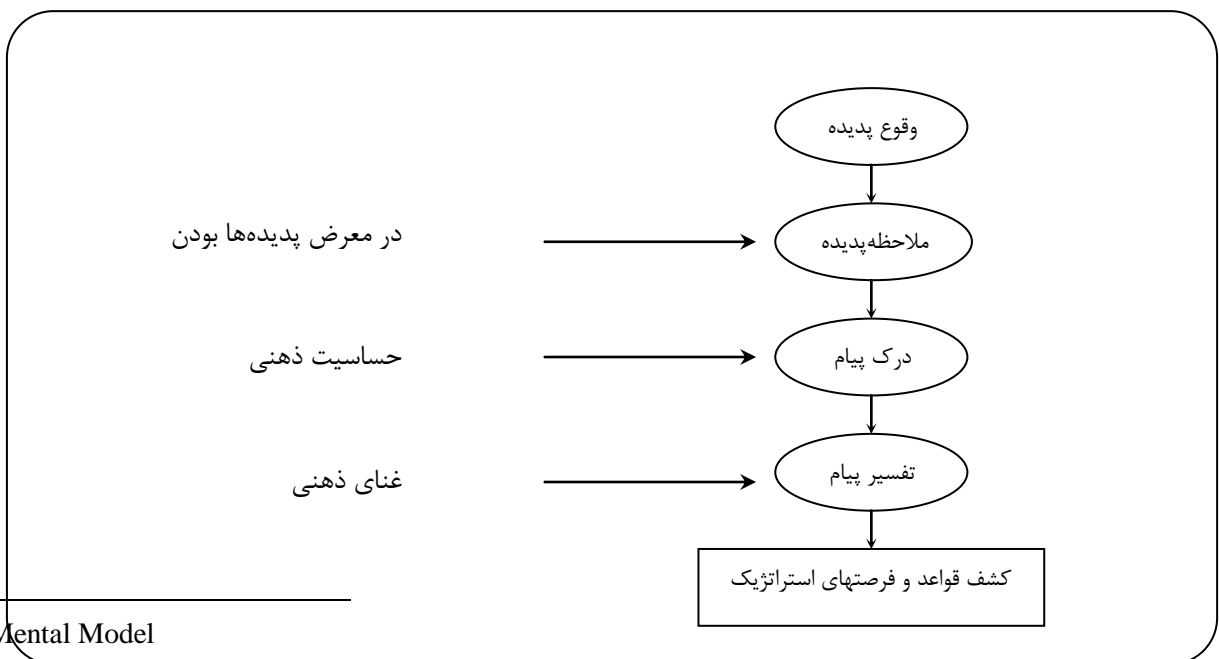 وقوع پدیده
ملاحظه‌پدیده
در معرض پدیده‌ها بودن
درک پیام
حساسیت ذهنی
تفسیر پیام
غنای ذهنی
کشف قواعد و فرصتهای استراتژیک
Mental Model